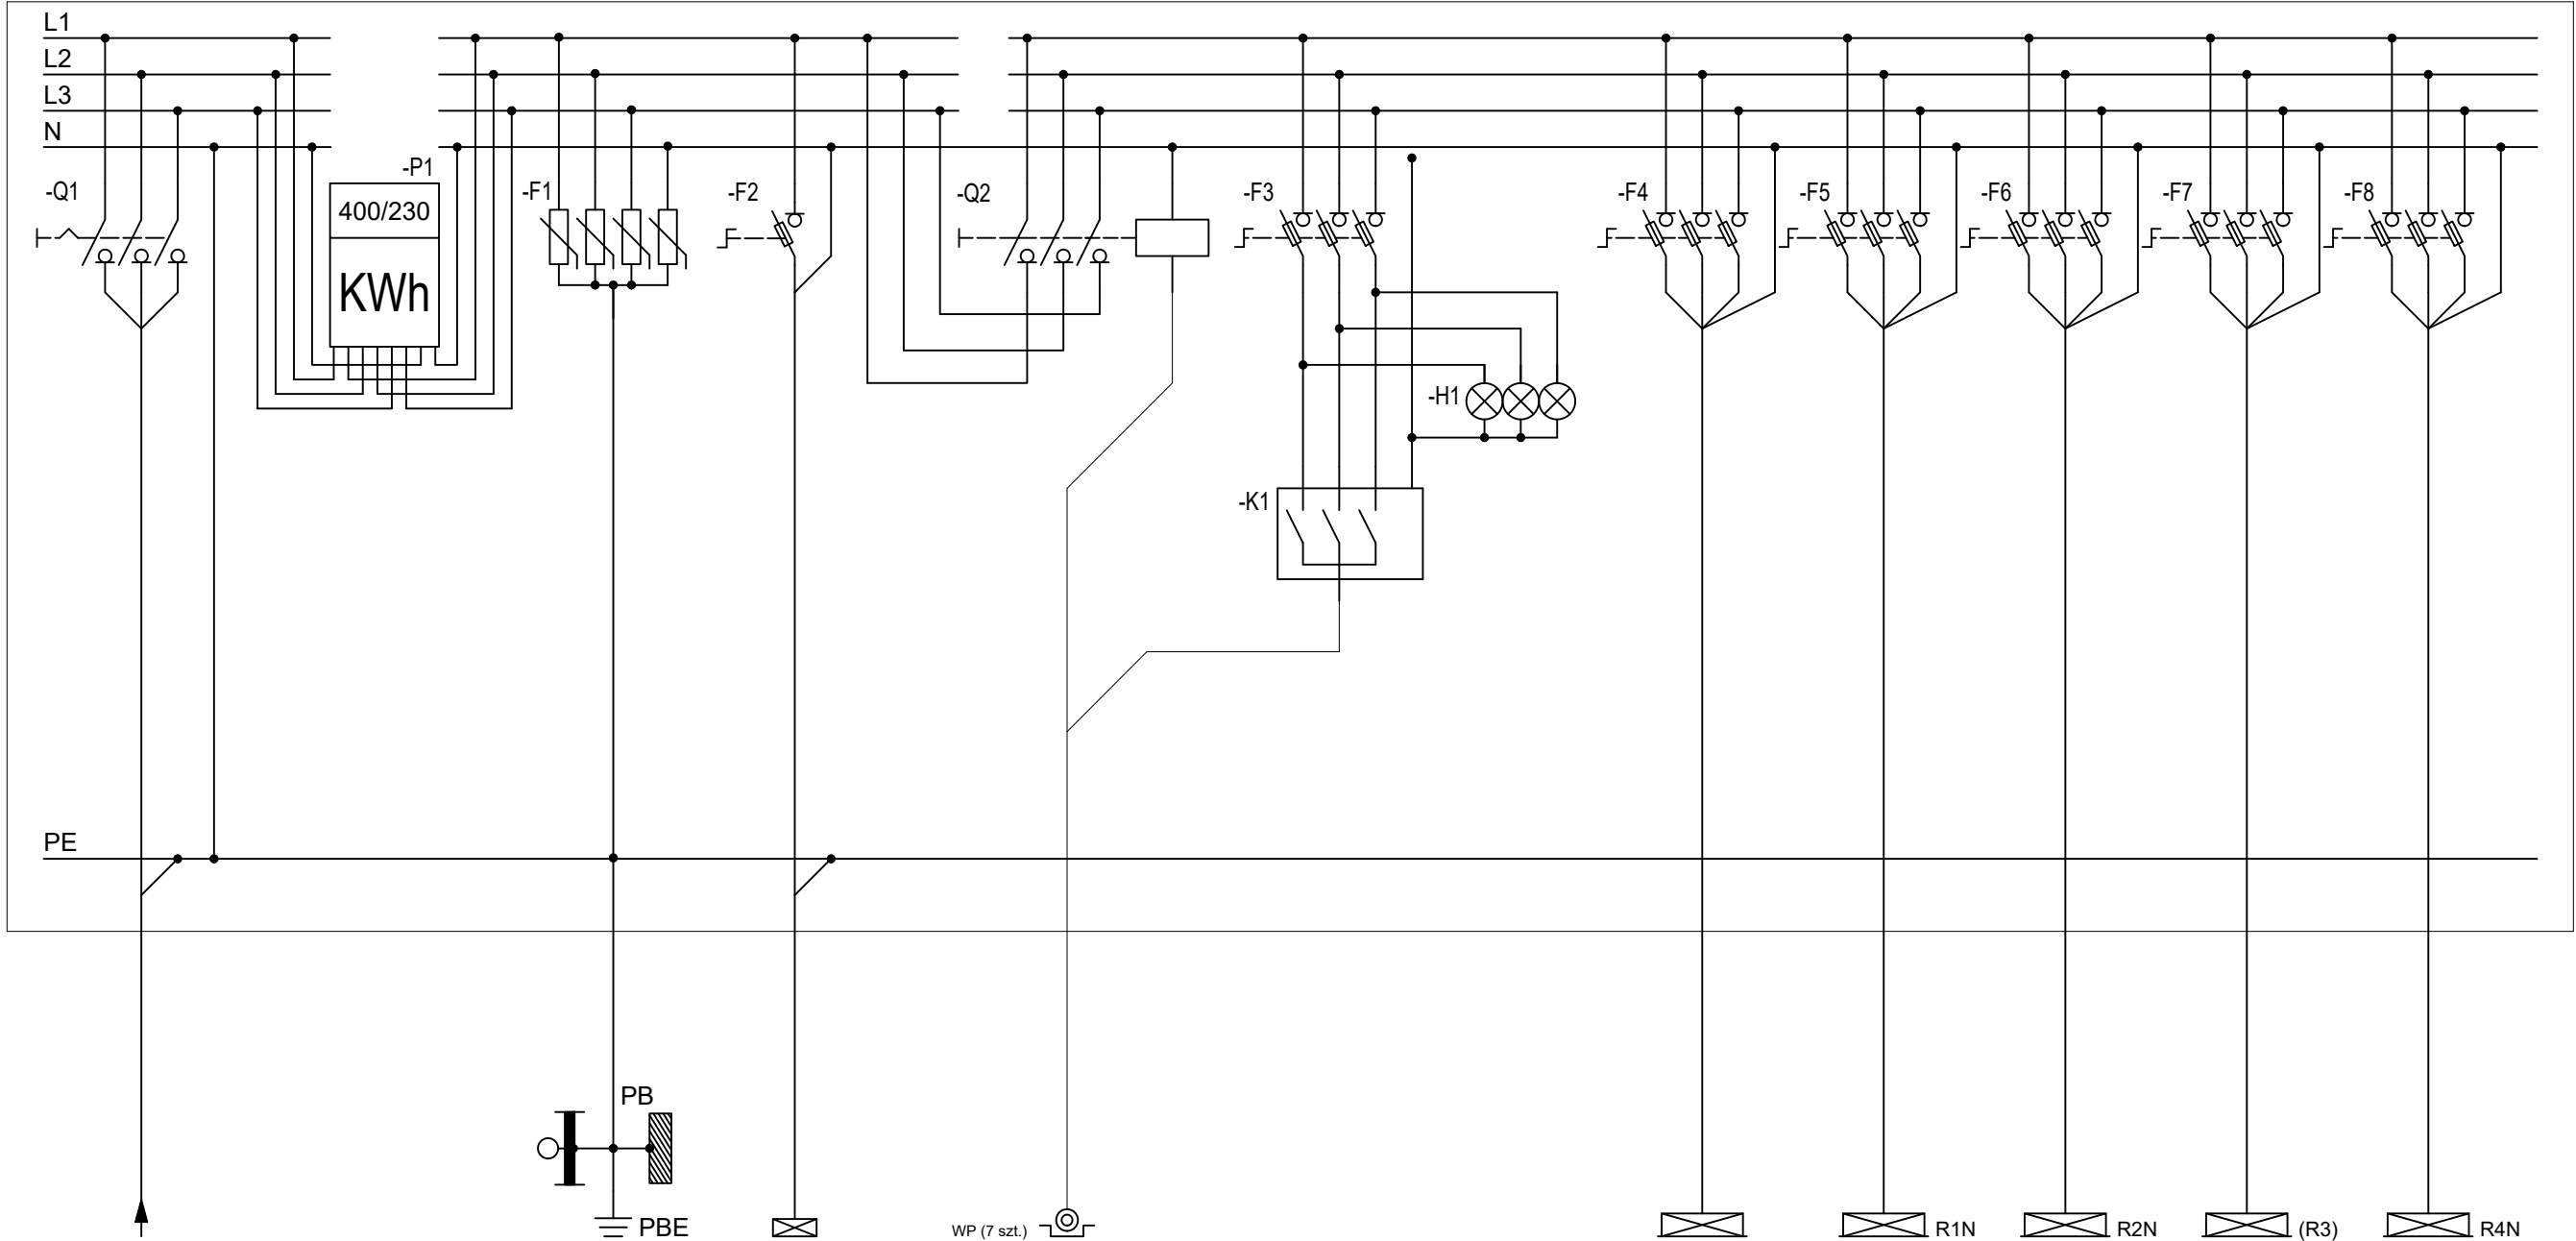 L1
L2
L3
N
-Q1
-P1
400/230
KWh
-F1
-F2
-Q2
-F3
-F4
-F5
-F6
-F7
-F8
-H1
-K1
PE
PB
PBE
WP (7 szt.)
R1N
R2N
(R3)
R4N